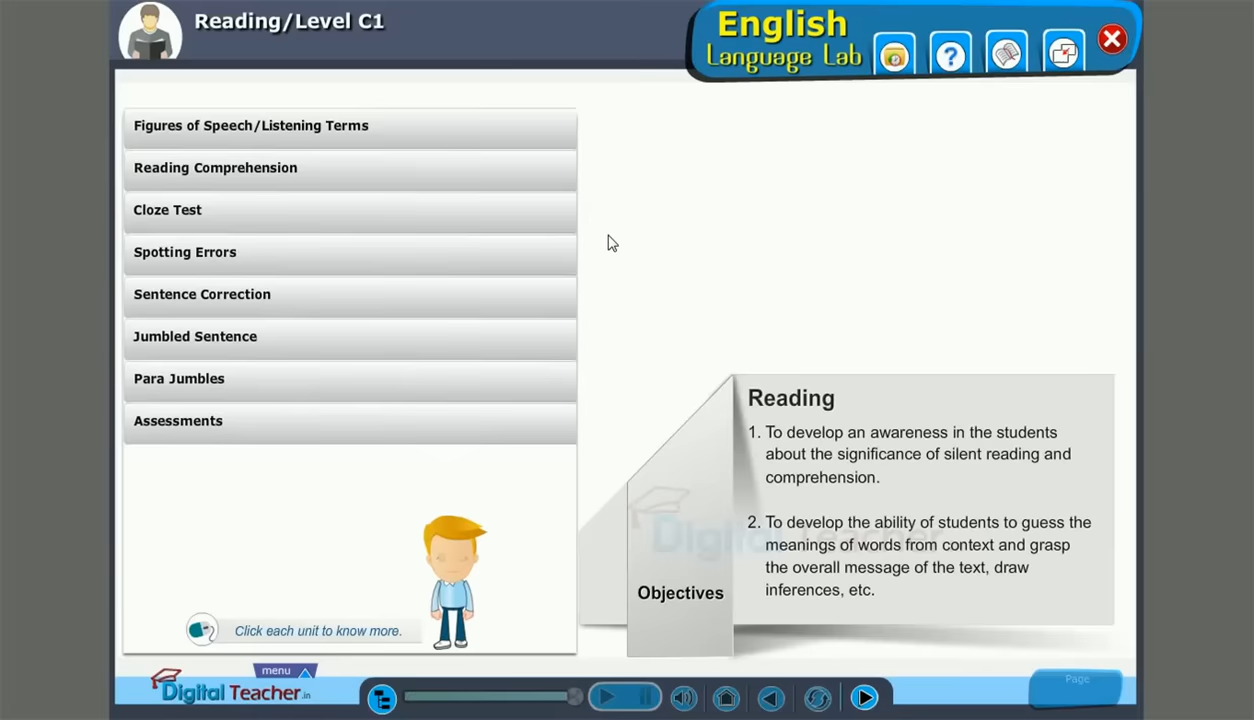 Reading/Level C1
English
Language Lab
Figures of Speech/Listening Terms
Reading Comprehension
Cloze Test
Spotting Errors
Sentence Correction
Jumbled Sentence
Para Jumbles
Assessments
Click each unit to know more.
Reading
1. To develop an awareness in the students
about the significance of silent reading and
comprehension.
2. To develop the ability of students to guess the
meanings of words from context and grasp
the overall message of the text, draw
inferences, etc.
Objectives
Digital Teacher
menu
Digital Teacher.in
Page